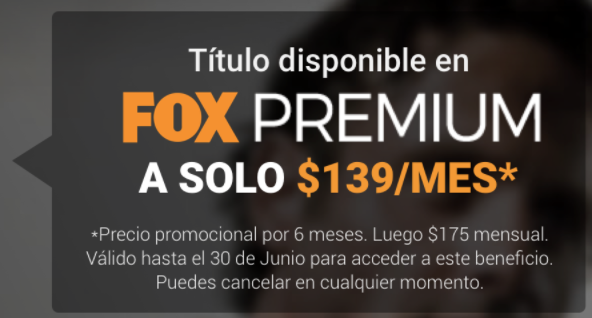 Título disponible en
FOX PREMIUM
A SOLO $139/MES*
*Precio promocional por 6 meses. Luego $175 mensual.
Válido hasta el 30 de Junio para acceder a este beneficio.
Puedes cancelar en cualquier momento.